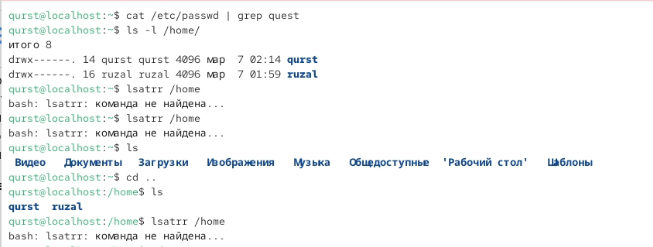 qurst@localhost:~$ cat /etc/passwd | grep quest
qurst@localhost:~$ ls -l /home/
итого 8
drwx------. 14 qurst qurst 4096 мар  7 02:14 qurst
drwx------. 16 ruzal ruzal 4096 мар  7 01:59 ruzal
qurst@localhost:~$ lsatrr /home
bash: lsatrr: команда не найдена...
qurst@localhost:~$ lsatrr /home
bash: lsatrr: команда не найдена...
qurst@localhost:~$ ls
Видео  Документы  Загрузки  Изображения  Музыка  Общедоступные  'Рабочий стол'  Шаблоны
qurst@localhost:~$ cd ..
qurst@localhost:/home$ ls
qurst  ruzal
qurst@localhost:/home$ lsatrr /home
bash: lsatrr: команда не найдена...